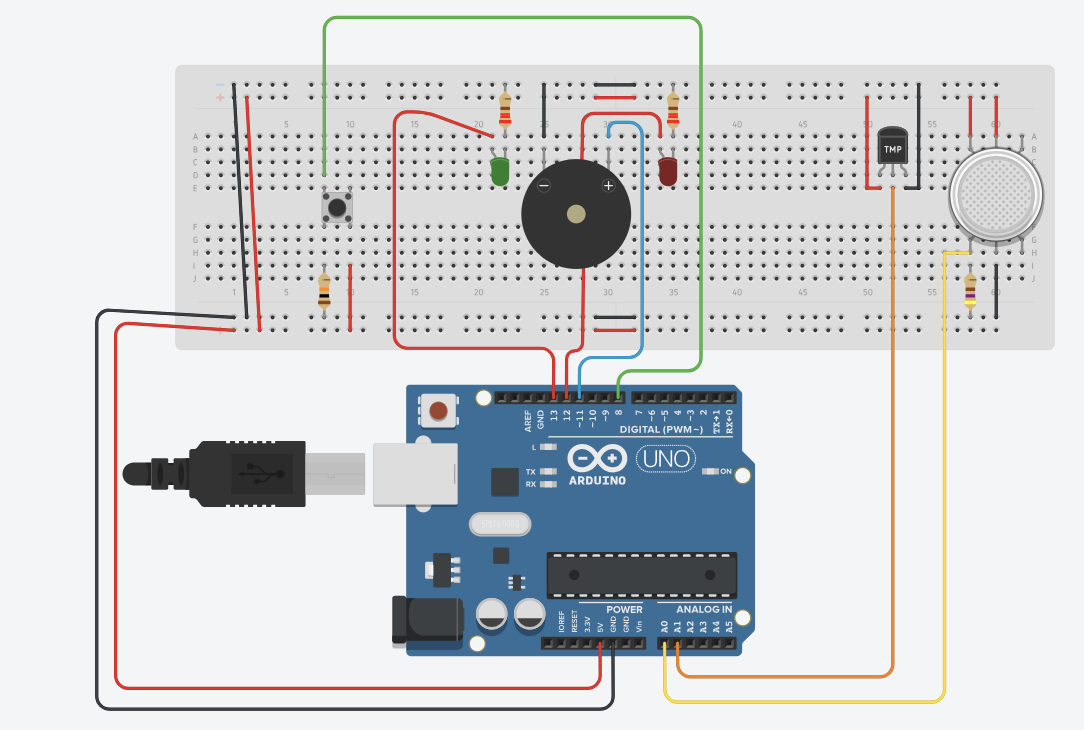 − −
+ +
5 10 15 20 25 30 35 40 45 50 55 60
A A
B B
C C
D D
E E
TMP
− +
F F
G G
H H
I I
J J
1 5 10 15 20 25 30 35 40 45 50 55 60
AREF GND 13 12 ~11 ~10 ~9 8 7 ~6 ~5 4 ~3 2 TX→1 RX←0
DIGITAL (PWM~)
L
TX
RX
UNO
ON
ARDUINO
POWER ANALOG IN
IOREF RESET 3.3V 5V GND GND Vin A0 A1 A2 A3 A4 A5